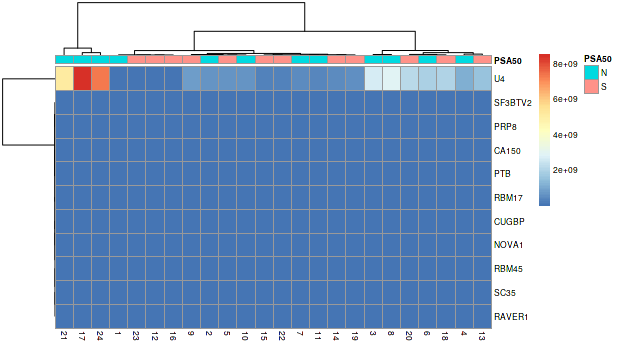 PSA50
U4
SF3BTV2
PRP8
CA150
PTB
RBM17
CUGBP
NOVA1
RBM45
SC35
RAVER1
21 17 24 1 23 12 16 9 2 5 10 15 22 7 11 14 19 3 8 20 6 18 4 13
8e+09
6e+09
4e+09
2e+09
PSA50
N
S